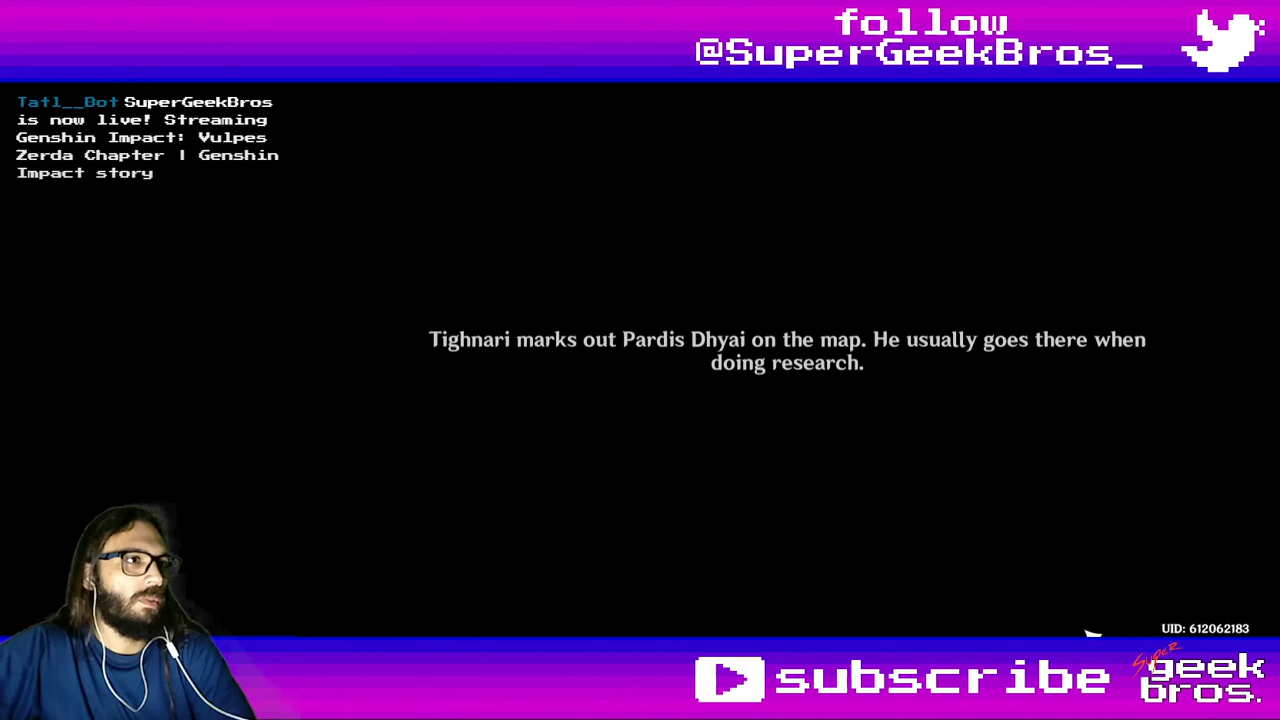 follow
@SuperGeekBros_
Tatl__Bot SuperGeekBros
is now live! Streaming
Genshin Impact: Vulpes
Zerda Chapter | Genshin
Impact story
Tighnari marks out Pardis Dhyai on the map. He usually goes there when
doing research.
UID: 612062183
subscribe
SUPER
geek
bros.